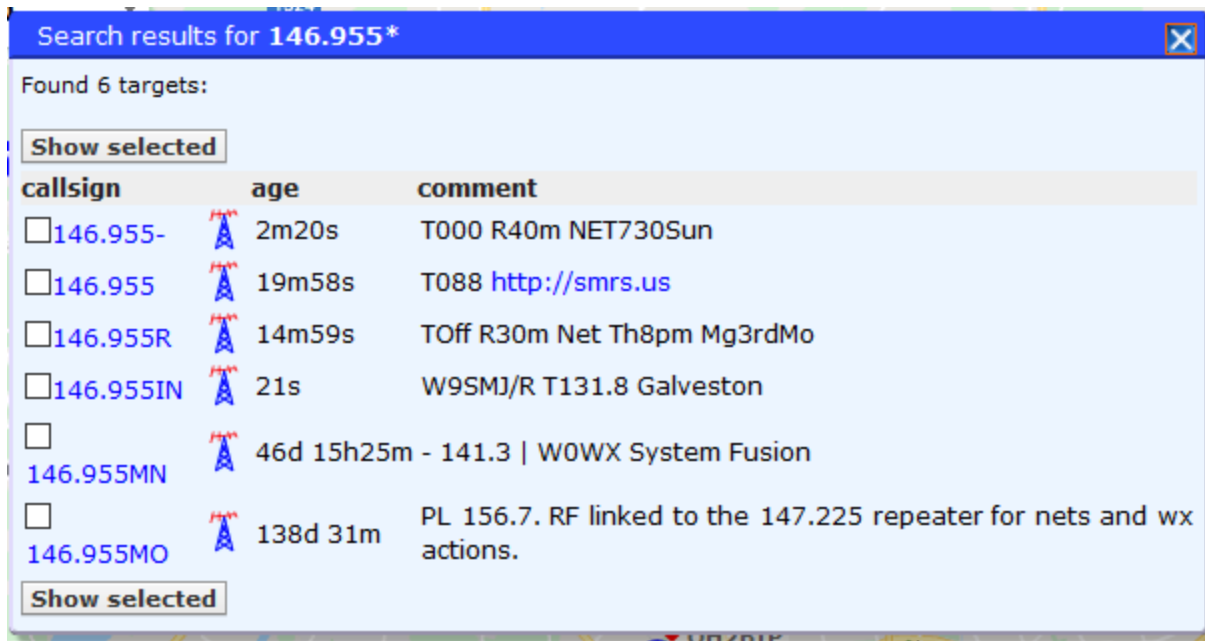 Search results for 146.955*
Found 6 targets:
Show selected
callsign age comment
146.955- 2m20s T000 R40m NET730Sun
146.955 19m58s T088 http://smrs.us
146.955R 14m59s TOff R30m Net Th8pm Mg3rdMo
146.955IN 21s W9SMJ/R T131.8 Galveston
146.955MN 46d 15h25m - 141.3 | W0WX System Fusion
146.955MO 138d 31m PL 156.7. RF linked to the 147.225 repeater for nets and wx
actions.
Show selected